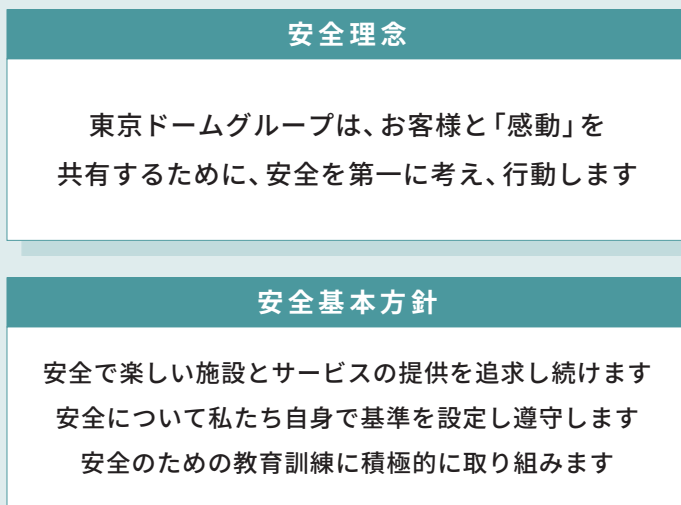 安全理念
東京ドームグループは、お客様と「感動」を
共有するために、安全を第一に考え、行動します
安全基本方針
安全で楽しい施設とサービスの提供を追求し続けます
安全について私たち自身で基準を設定し遵守します
安全のための教育訓練に積極的に取り組みます